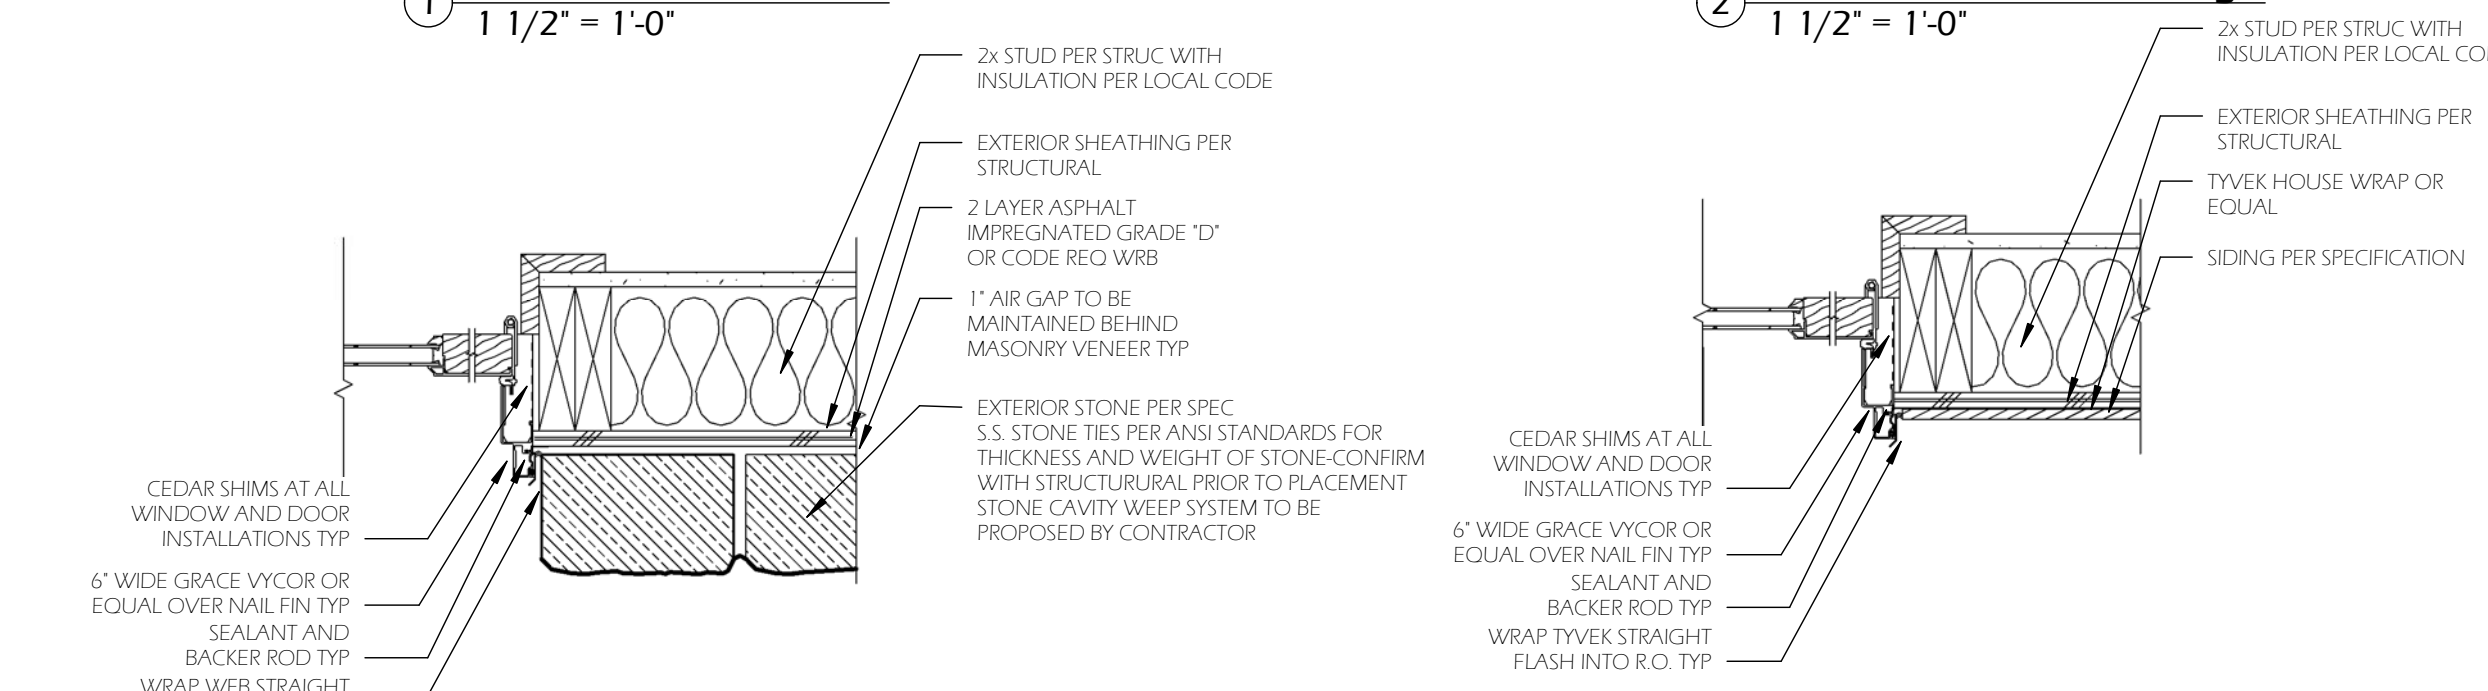 1
1 1/2" = 1'-0"
2x STUD PER STRUC WITH
INSULATION PER LOCAL CODE
EXTERIOR SHEATHING PER
STRUCTURAL
2 LAYER ASPHALT
IMPREGNATED GRADE "D"
OR CODE REQ WRB
1" AIR GAP TO BE
MAINTAINED BEHIND
MASONRY VENEER TYP
EXTERIOR STONE PER SPEC
S.S. STONE TIES PER ANSI STANDARDS FOR
THICKNESS AND WEIGHT OF STONE-CONFIRM
WITH STRUCTURURAL PRIOR TO PLACEMENT
STONE CAVITY WEEP SYSTEM TO BE
PROPOSED BY CONTRACTOR
CEDAR SHIMS AT ALL
WINDOW AND DOOR
INSTALLATIONS TYP
6" WIDE GRACE VYCOR OR
EQUAL OVER NAIL FIN TYP
SEALANT AND
BACKER ROD TYP
WRAP WEB STRAIGHT
2
1 1/2" = 1'-0"
2x STUD PER STRUC WITH
INSULATION PER LOCAL
EXTERIOR SHEATHING PER
STRUCTURAL
TYVEK HOUSE WRAP OR
EQUAL
SIDING PER SPECIFICATION
CEDAR SHIMS AT ALL
WINDOW AND DOOR
INSTALLATIONS TYP
6" WIDE GRACE VYCOR OR
EQUAL OVER NAIL FIN TYP
SEALANT AND
BACKER ROD TYP
WRAP TYVEK STRAIGHT
FLASH INTO R.O. TYP